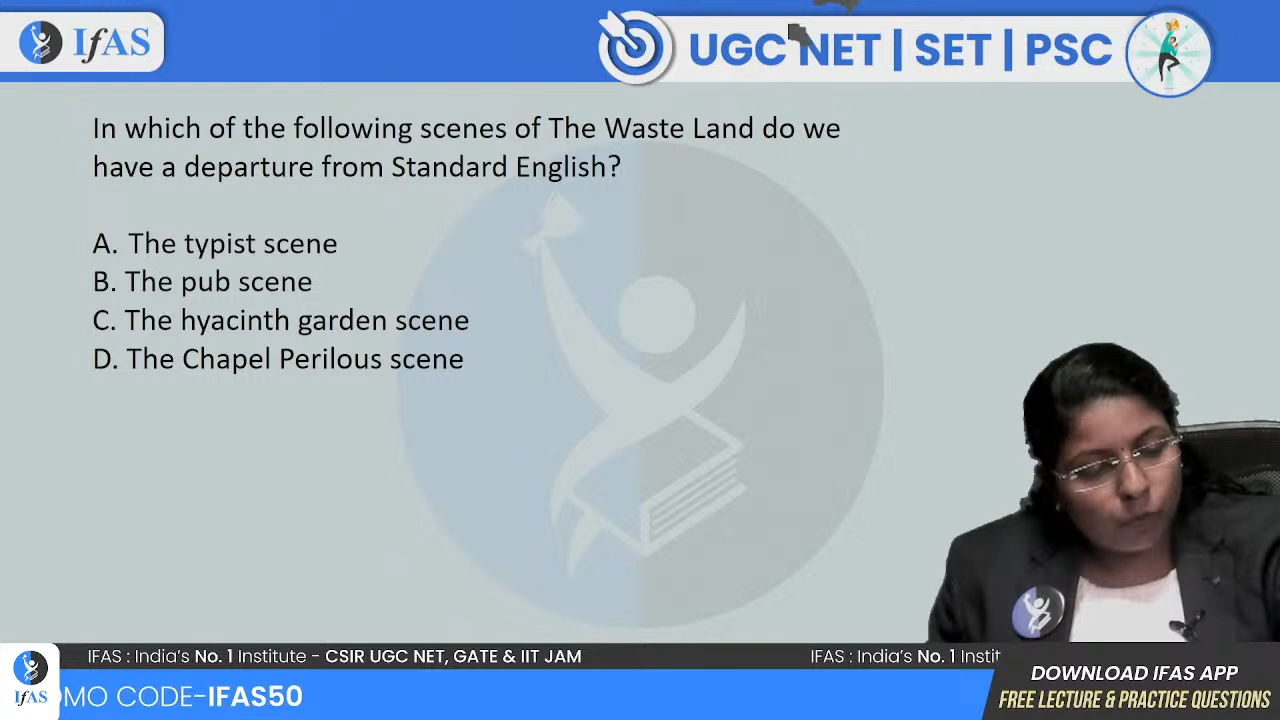 IfAS
UGC NET | SET | PSC
In which of the following scenes of The Waste Land do we
have a departure from Standard English?
A. The typist scene
B. The pub scene
C. The hyacinth garden scene
D. The Chapel Perilous scene
IFAS : India's No. 1 Institute - CSIR UGC NET, GATE & IIT JAM
IFAS : India's No. 1 Instit
IfAS
OMO CODE-IFAS50
DOWNLOAD IFAS APP
FREE LECTURE & PRACTICE QUESTIONS